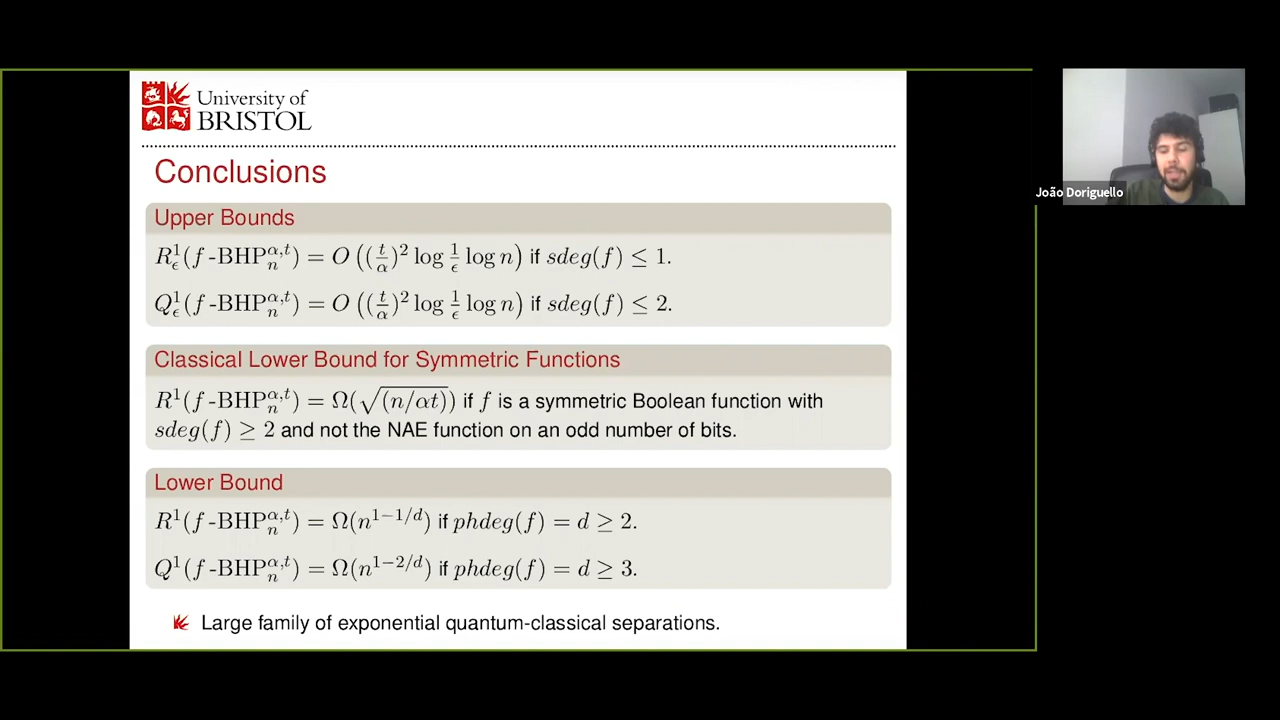 University of
BRISTOL
Conclusions
Upper Bounds
R^1_ϵ(f-BHP^{α,t}_n) = O((t/α)^2 log 1/ϵ log n) if sdeg(f) ≤ 1.
Q^1_ϵ(f-BHP^{α,t}_n) = O((t/α)^2 log 1/ϵ log n) if sdeg(f) ≤ 2.
Classical Lower Bound for Symmetric Functions
R^1(f-BHP^{α,t}_n) = Ω(√(n/αt)) if f is a symmetric Boolean function with
sdeg(f) ≥ 2 and not the NAE function on an odd number of bits.
Lower Bound
R^1(f-BHP^{α,t}_n) = Ω(n^{1−1/d}) if phdeg(f) = d ≥ 2.
Q^1(f-BHP^{α,t}_n) = Ω(n^{1−2/d}) if phdeg(f) = d ≥ 3.
Large family of exponential quantum-classical separations.
João Doriguello